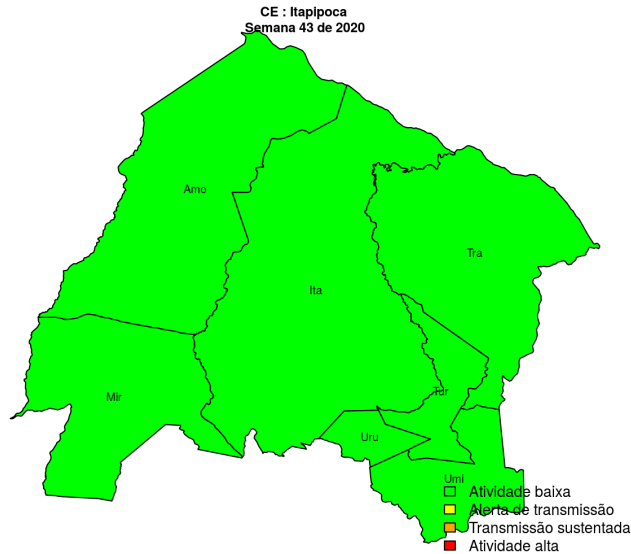 CE : Itapipoca
Semana 43 de 2020
Amo
Tra
Ita
Tur
Mir
Uru
Umi
Atividade baixa
Alerta de transmissão
Transmissão sustentada
Atividade alta